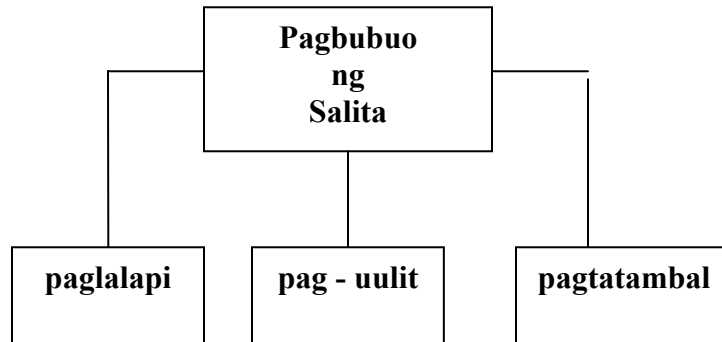 Pagbubuo
ng
Salita
paglalapi
pag - uulit
pagtatambal